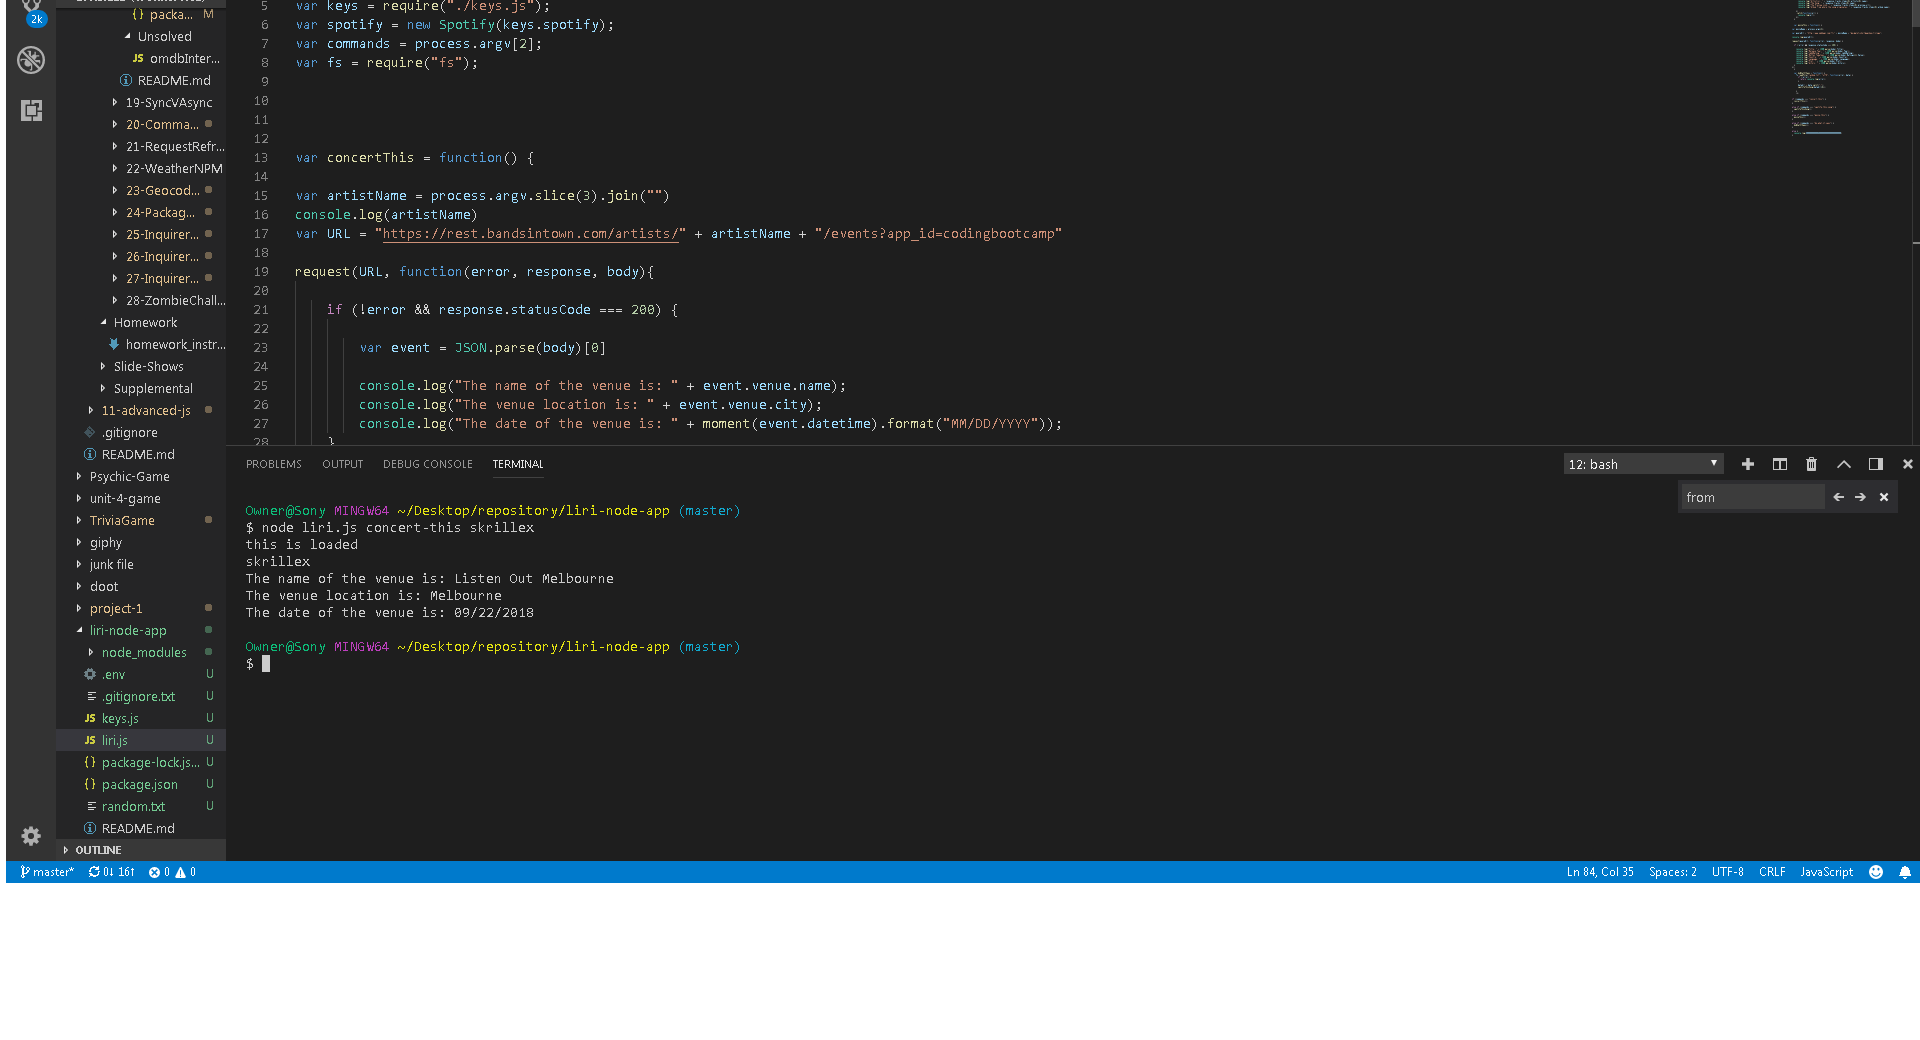 2k
packa... M
Unsolved
JS omdbInter...
README.md
19-SyncVAsync
20-Comma...
21-RequestRefr...
22-WeatherNPM
23-Geocod...
24-Packag...
25-Inquirer...
26-Inquirer...
27-Inquirer...
28-ZombieChall...
Homework
homework_instr...
Slide-Shows
Supplemental
11-advanced-js
.gitignore
README.md
Psychic-Game
unit-4-game
TriviaGame
giphy
junk file
doot
project-1
liri-node-app
node_modules
.env U
.gitignore.txt U
JS keys.js U
JS liri.js U
{} package-lock.js... U
{} package.json U
random.txt U
README.md
OUTLINE
5 var keys = require("./keys.js");
6 var spotify = new Spotify(keys.spotify);
7 var commands = process.argv[2];
8 var fs = require("fs");
9
10
11
12
13 var concertThis = function() {
14
15 var artistName = process.argv.slice(3).join("")
16 console.log(artistName)
17 var URL = "https://rest.bandsintown.com/artists/" + artistName + "/events?app_id=codingbootcamp"
18
19 request(URL, function(error, response, body){
20
21 if (!error && response.statusCode === 200) {
22
23 var event = JSON.parse(body)[0]
24
25 console.log("The name of the venue is: " + event.venue.name);
26 console.log("The venue location is: " + event.venue.city);
27 console.log("The date of the venue is: " + moment(event.datetime).format("MM/DD/YYYY"));
28 }
PROBLEMS OUTPUT DEBUG CONSOLE TERMINAL 12: bash
from
Owner@Sony MINGW64 ~/Desktop/repository/liri-node-app (master)
$ node liri.js concert-this skrillex
this is loaded
skrillex
The name of the venue is: Listen Out Melbourne
The venue location is: Melbourne
The date of the venue is: 09/22/2018
Owner@Sony MINGW64 ~/Desktop/repository/liri-node-app (master)
$
master* 0↓ 16↑ 0 0 Ln 84, Col 35 Spaces: 2 UTF-8 CRLF JavaScript